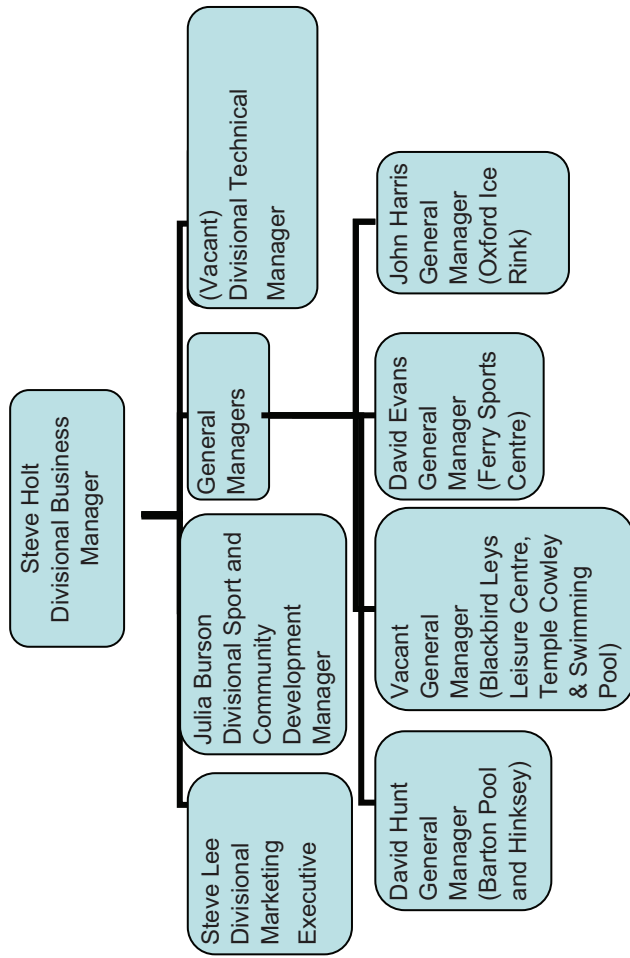 Steve Holt
Divisional Business
Manager
Steve Lee
Divisional
Marketing
Executive
Julia Burson
Divisional Sport and
Community
Development
Manager
General
Managers
(Vacant)
Divisional Technical
Manager
David Hunt
General
Manager
(Barton Pool
and Hinksey)
Vacant
General
Manager
(Blackbird Leys
Leisure Centre,
Temple Cowley
& Swimming
Pool)
David Evans
General
Manager
(Ferry Sports
Centre)
John Harris
General
Manager
(Oxford Ice
Rink)